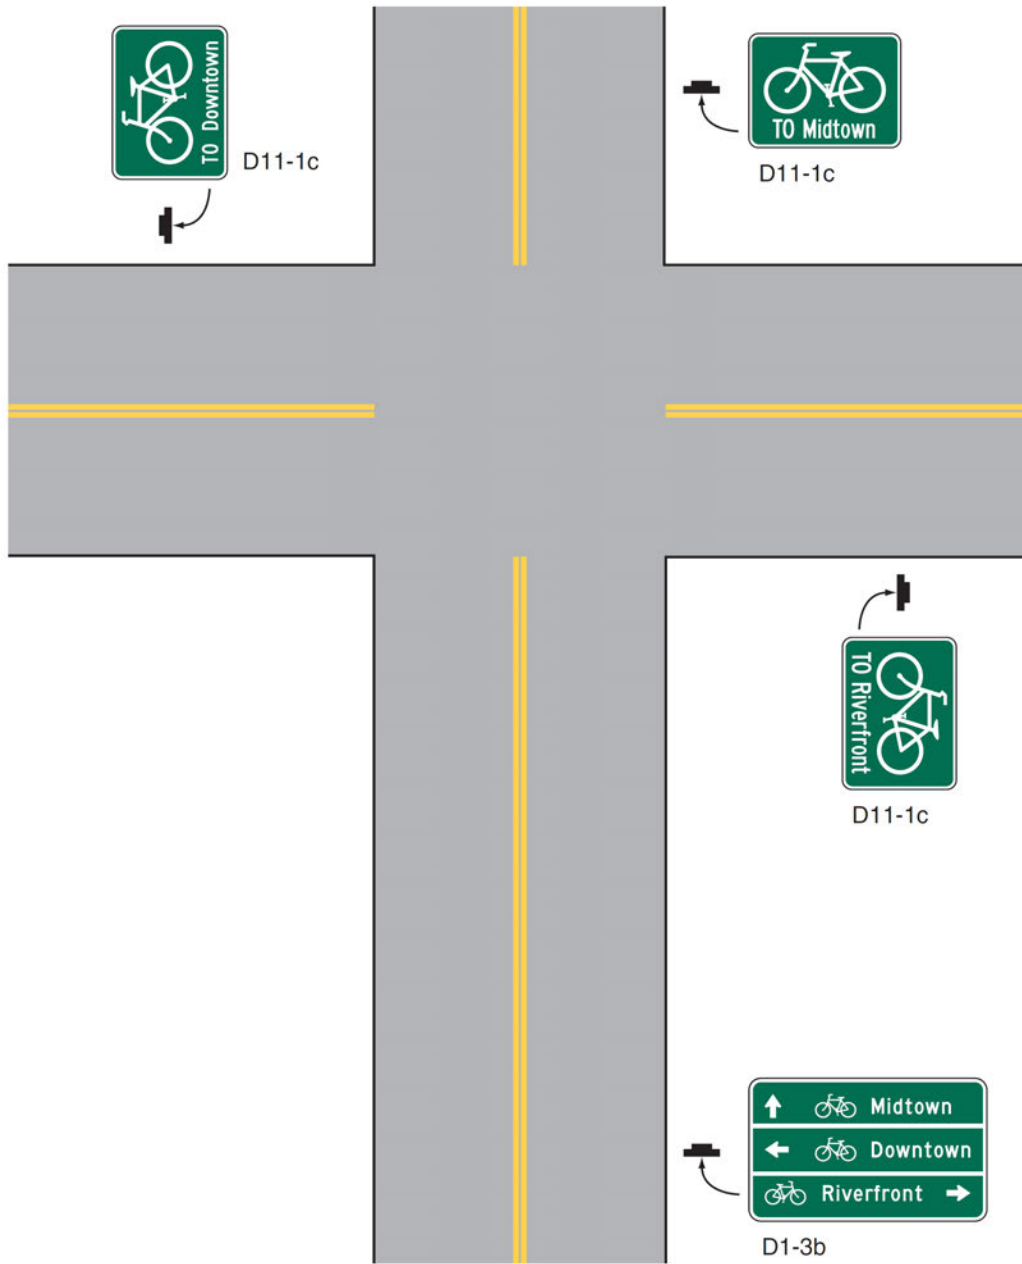 TO Downtown
D11-1c
TO Midtown
D11-1c
TO Riverfront
D11-1c
Midtown
Downtown
Riverfront
D1-3b